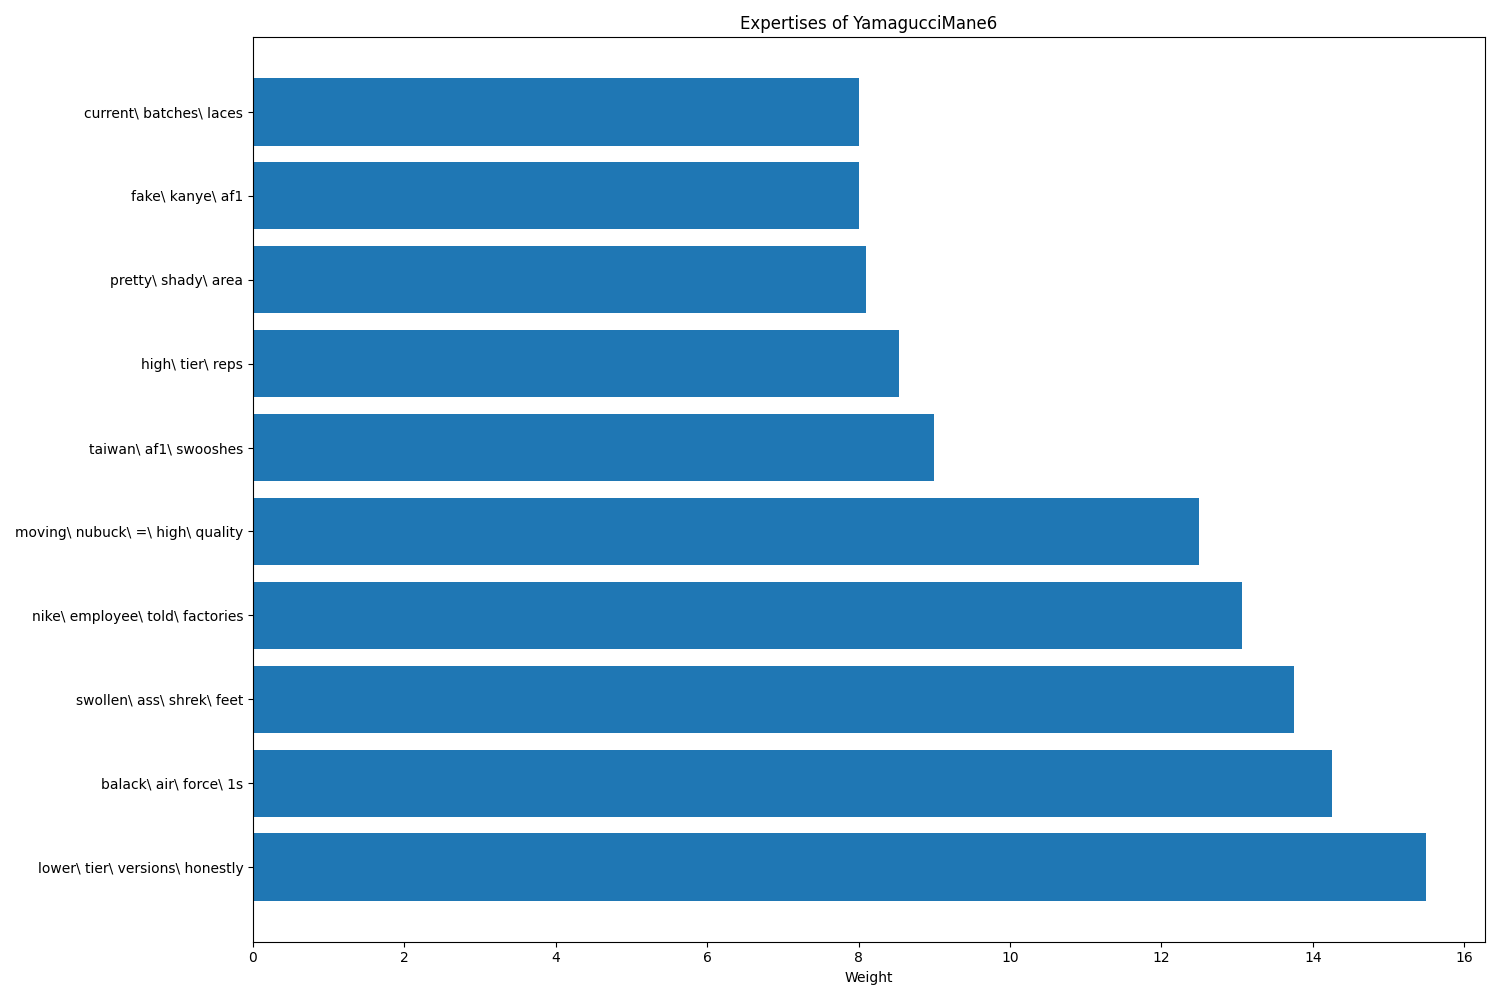 Expertises of YamagucciMane6
current\ batches\ laces
fake\ kanye\ af1
pretty\ shady\ area
high\ tier\ reps
taiwan\ af1\ swooshes
moving\ nubuck\ =\ high\ quality
nike\ employee\ told\ factories
swollen\ ass\ shrek\ feet
balack\ air\ force\ 1s
lower\ tier\ versions\ honestly
0 2 4 6 8 10 12 14 16
Weight